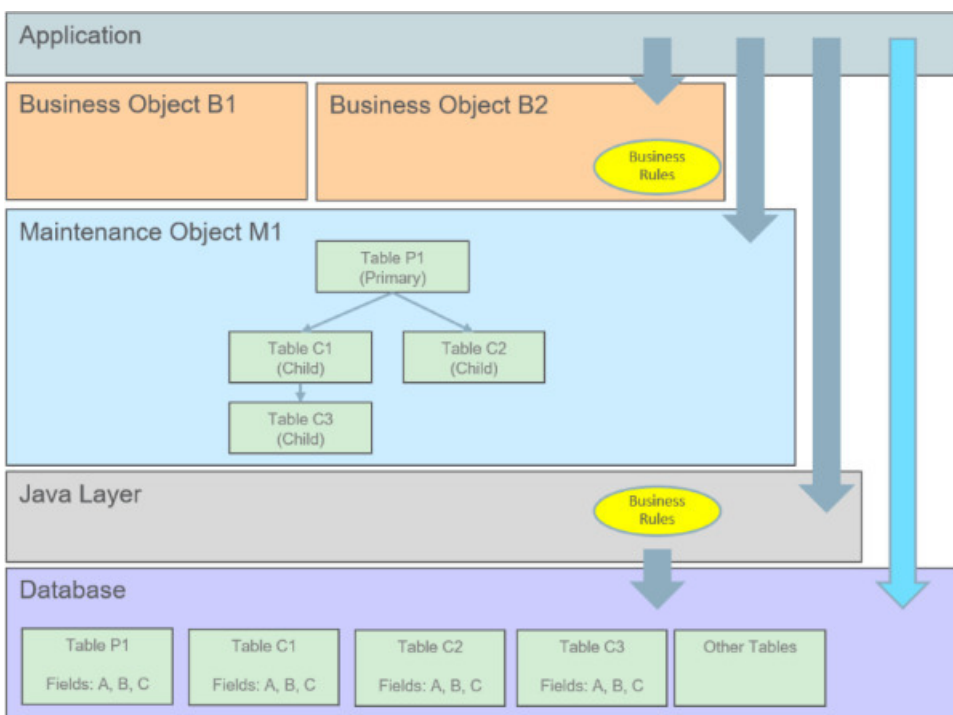 Application
Business Object B1
Business Object B2
Business
Rules
Maintenance Object M1
Table P1
(Primary)
Table C1
(Child)
Table C2
(Child)
Table C3
(Child)
Java Layer
Business
Rules
Database
Table P1
Fields: A, B, C
Table C1
Fields: A, B, C
Table C2
Fields: A, B, C
Table C3
Fields: A, B, C
Other Tables